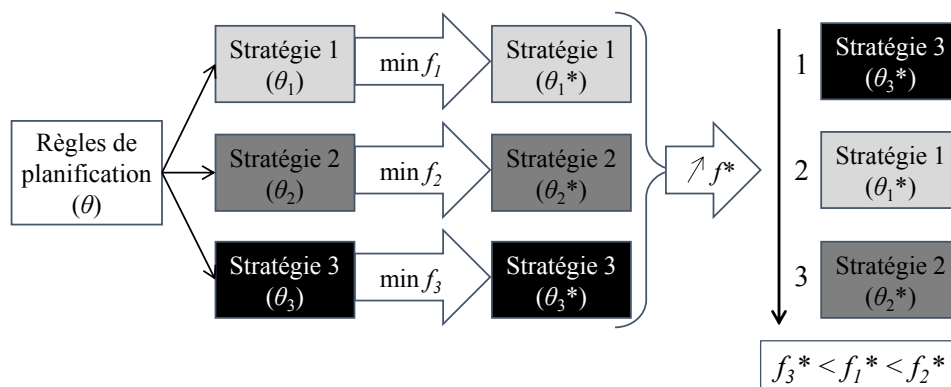 Règles de
planification
(θ)
Stratégie 1
(θ₁)
min f₁
Stratégie 1
(θ₁*)
Stratégie 2
(θ₂)
min f₂
Stratégie 2
(θ₂*)
Stratégie 3
(θ₃)
min f₃
Stratégie 3
(θ₃*)
↗ f*
1
Stratégie 3
(θ₃*)
2
Stratégie 1
(θ₁*)
3
Stratégie 2
(θ₂*)
f₃* < f₁* < f₂*